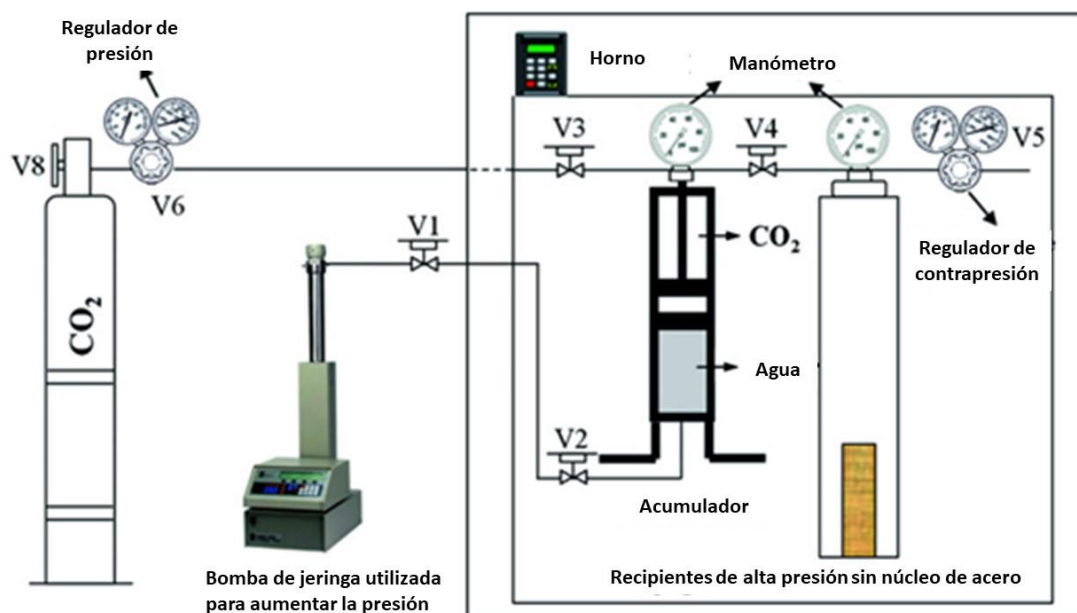 Regulador de
presión
V8
V6
CO2
V1
Bomba de jeringa utilizada
para aumentar la presión
Horno
Manómetro
V3
V4
V5
CO2
Regulador de
contrapresión
Agua
V2
Acumulador
Recipientes de alta presión sin núcleo de acero